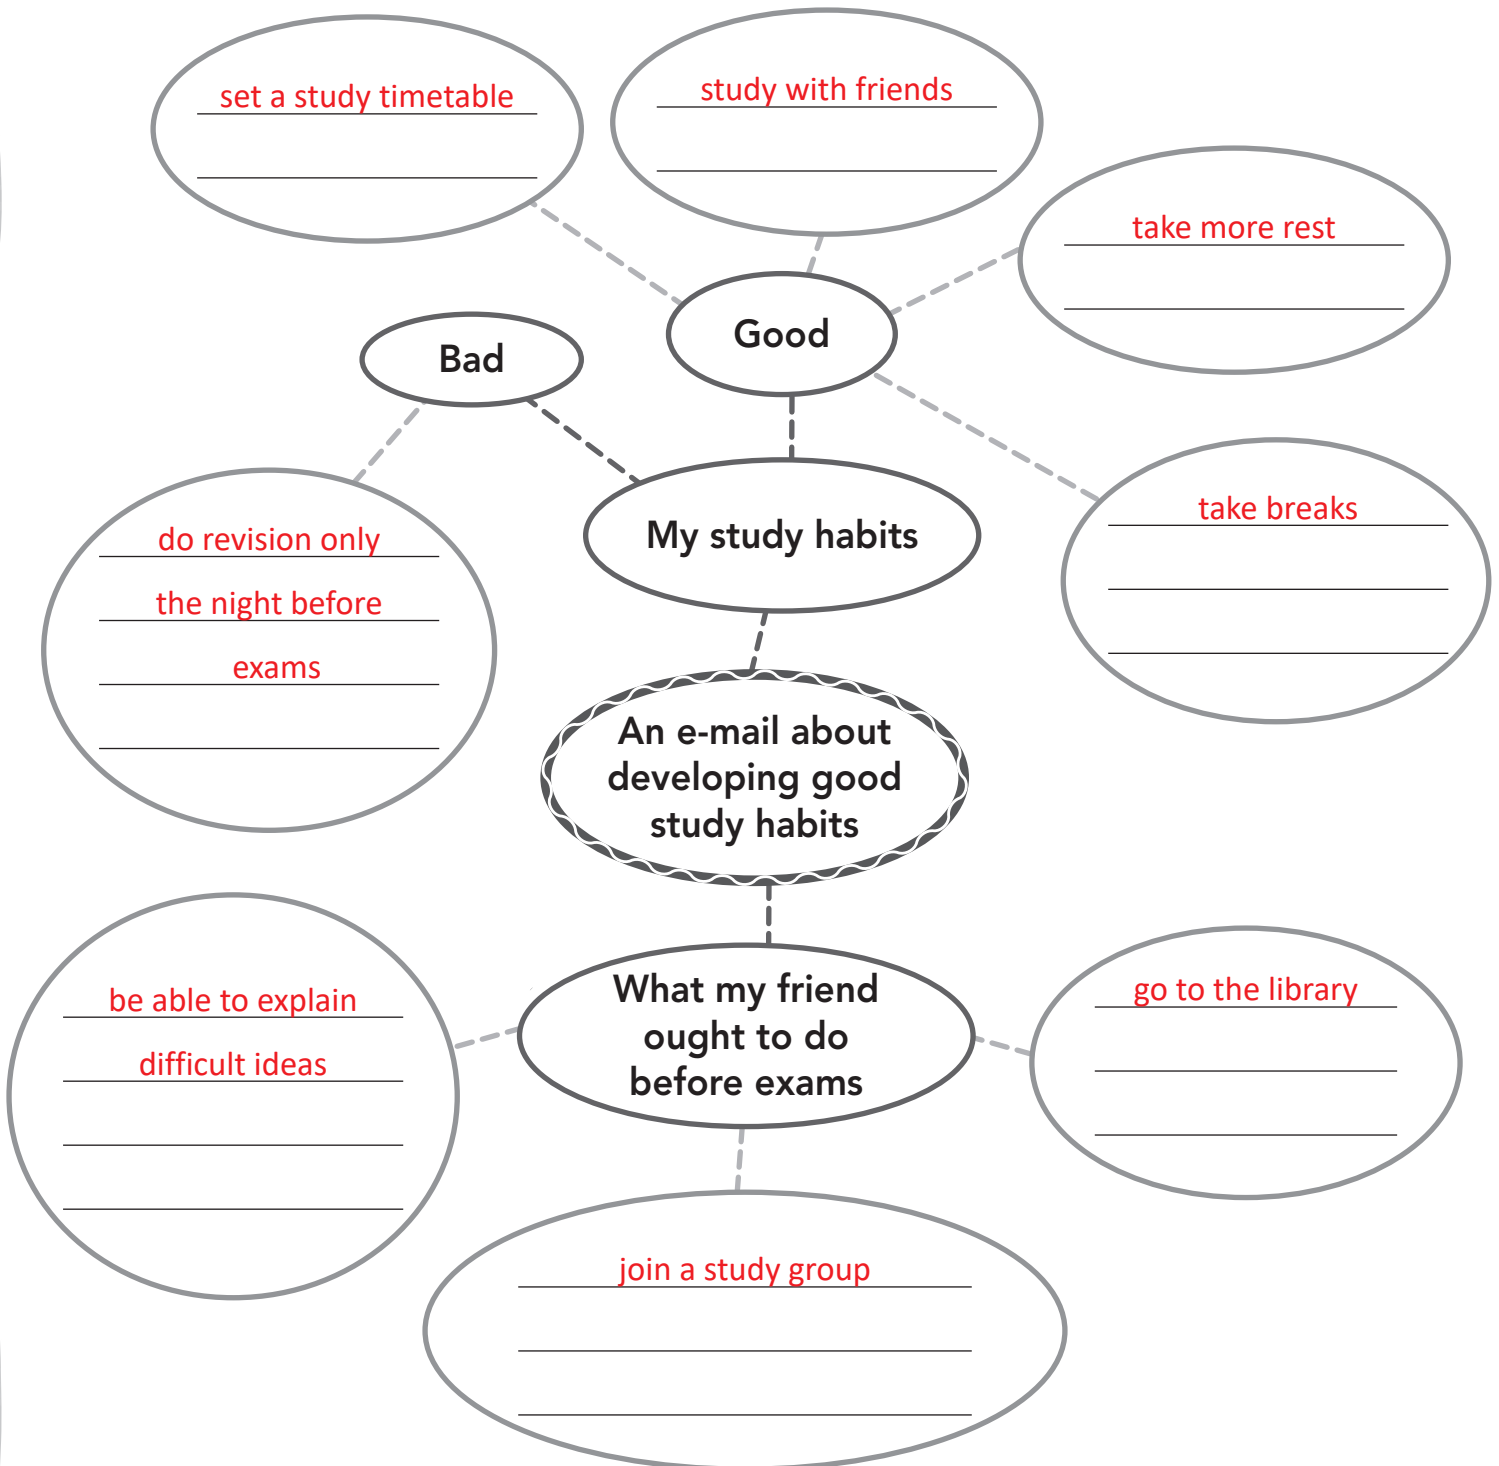 set a study timetable
study with friends
take more rest
Good
Bad
take breaks
My study habits
do revision only
the night before
exams
An e-mail about
developing good
study habits
What my friend
ought to do
before exams
be able to explain
difficult ideas
go to the library
join a study group